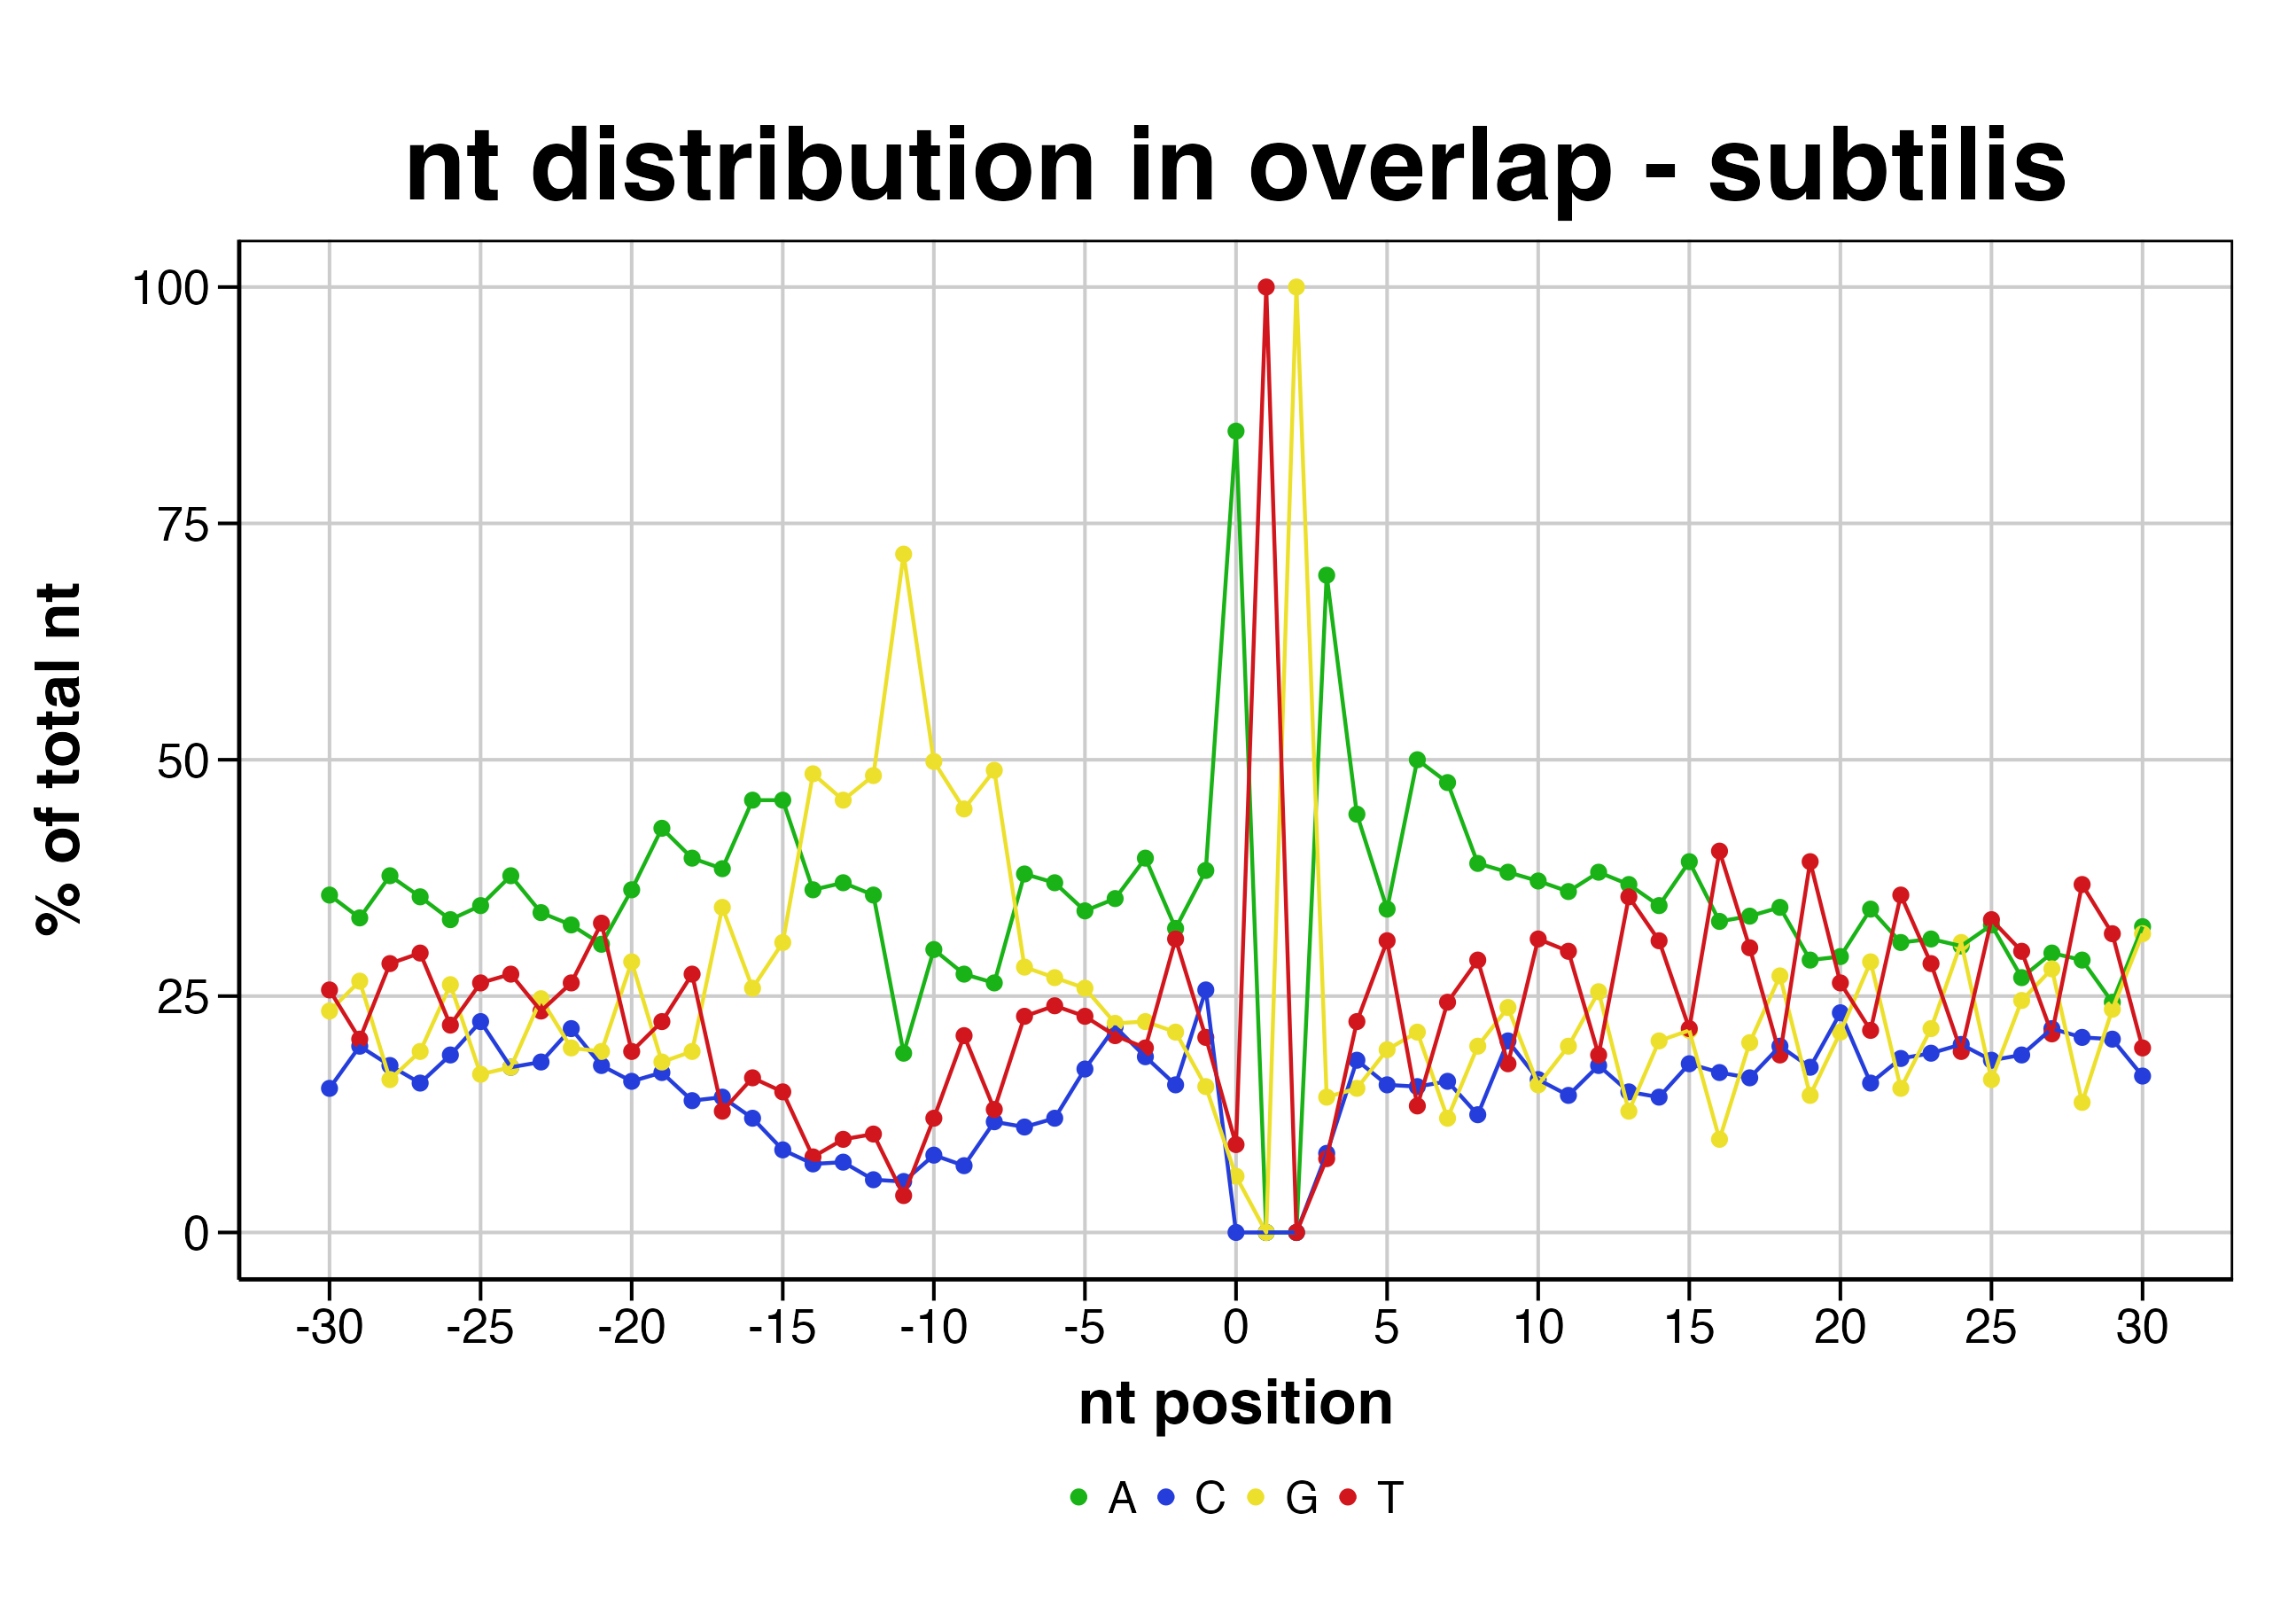 nt distribution in overlap - subtilis
% of total nt
100
75
50
25
0
-30 -25 -20 -15 -10 -5 0 5 10 15 20 25 30
nt position
A C G T